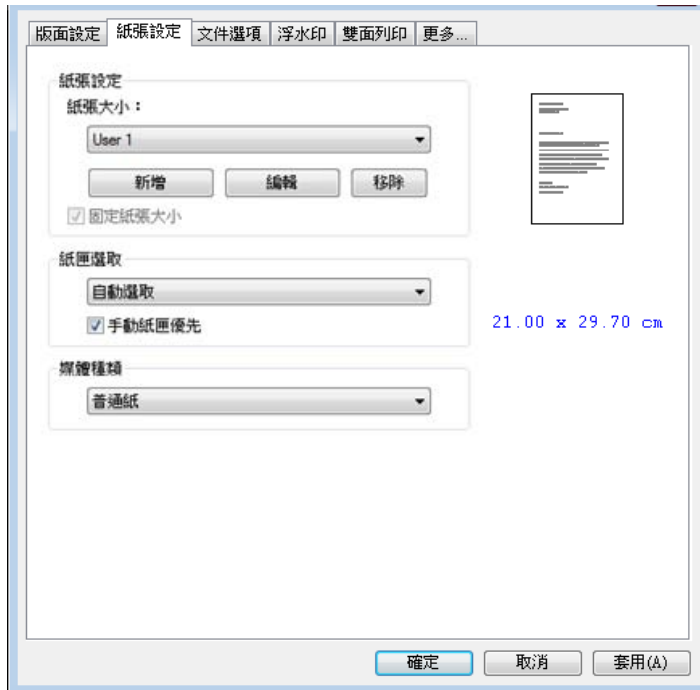 版面設定 紙張設定 文件選項 浮水印 雙面列印 更多...
紙張設定
紙張大小：
User 1
新增 編輯 移除
固定紙張大小
紙匣選取
自動選取
手動紙匣優先
21.00 x 29.70 cm
媒體種類
普通紙
確定 取消 套用(A)